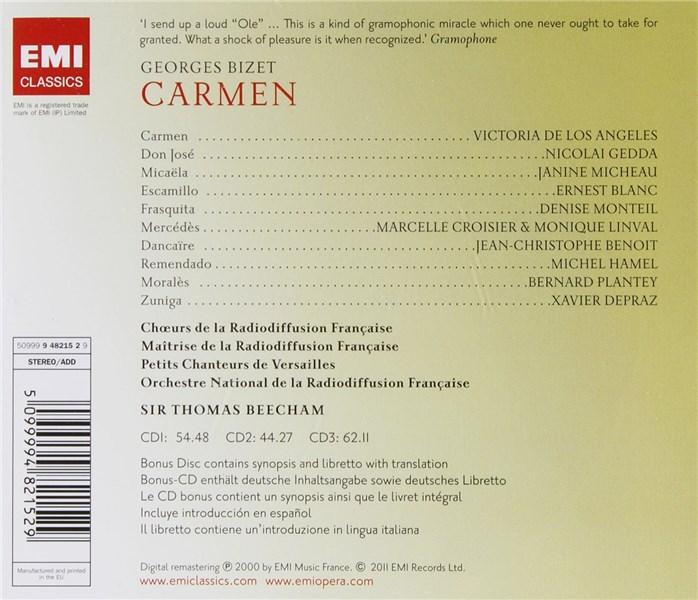 'I send up a loud “Ole” ... This is a kind of gramophonic miracle which one never ought to take for
granted. What a shock of pleasure is it when recognized.' Gramophone
EMI
CLASSICS
EMI is a registered trade
mark of EMI (IP) Limited
GEORGES BIZET
CARMEN
Carmen ................................ VICTORIA DE LOS ANGELES
Don José ........................................ NICOLAI GEDDA
Micaëla ........................................ JANINE MICHEAU
Escamillo ........................................ ERNEST BLANC
Frasquita ........................................ DENISE MONTEIL
Mercédès .................... MARCELLE CROISIER & MONIQUE LINVAL
Dancaïre ................................ JEAN-CHRISTOPHE BENOIT
Remendado ........................................ MICHEL HAMEL
Moralès ........................................ BERNARD PLANTEY
Zuniga ........................................ XAVIER DEPRAZ
Chœurs de la Radiodiffusion Française
Maîtrise de la Radiodiffusion Française
Petits Chanteurs de Versailles
Orchestre National de la Radiodiffusion Française
SIR THOMAS BEECHAM
CD1: 54.48 CD2: 44.27 CD3: 62.11
Bonus Disc contains synopsis and libretto with translation
Bonus-CD enthält deutsche Inhaltsangabe sowie deutsches Libretto
Le CD bonus contient un synopsis ainsi que le livret intégral
Incluye introducción en español
Il libretto contiene un'introduzione in lingua italiana
50999 9 48215 2 9
STEREO/ADD
5 099994 821529
Manufactured and printed
in the EU
Digital remastering ℗ 2000 by EMI Music France. © 2011 EMI Records Ltd.
www.emiclassics.com www.emiopera.com